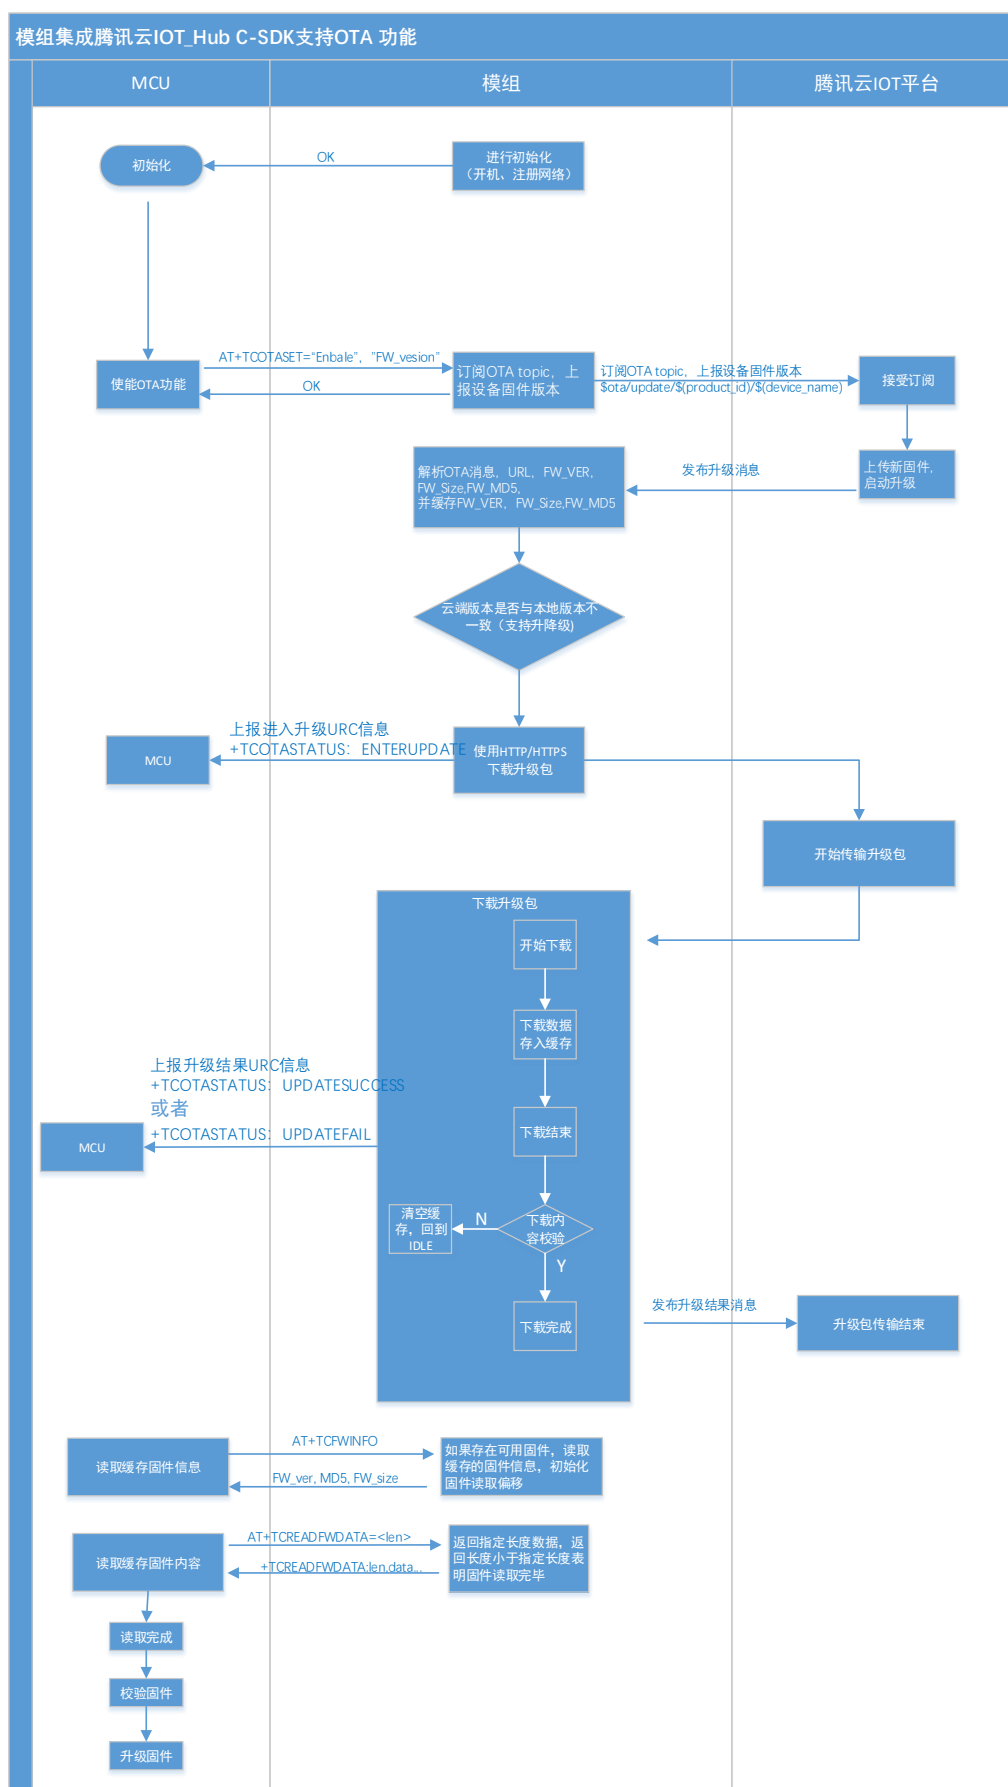 模组集成腾讯云IOT_Hub C-SDK支持OTA 功能
MCU
模组
腾讯云IOT平台
初始化
OK
进行初始化
（开机、注册网络）
使能OTA功能
AT+TCOTASET=“Enbale”，”FW_vesion”
OK
订阅OTA topic，上
报设备固件版本
订阅OTA topic，上报设备固件版本
$ota/update/$(product_id)/$(device_name)
接受订阅
上传新固件，
启动升级
发布升级消息
解析OTA消息，URL，FW_VER，
FW_Size,FW_MD5,
并缓存FW_VER，FW_Size,FW_MD5
云端版本是否与本地版本不
一致（支持升降级)
上报进入升级URC信息
+TCOTASTATUS：ENTERUPDATE
MCU
使用HTTP/HTTPS
下载升级包
开始传输升级包
下载升级包
开始下载
下载数据
存入缓存
下载结束
下载内
容校验
N
清空缓
存，回到
IDLE
Y
下载完成
上报升级结果URC信息
+TCOTASTATUS：UPDATESUCCESS
或者
+TCOTASTATUS：UPDATEFAIL
MCU
发布升级结果消息
升级包传输结束
读取缓存固件信息
AT+TCFWINFO
FW_ver, MD5, FW_size
如果存在可用固件，读取
缓存的固件信息，初始化
固件读取偏移
读取缓存固件内容
AT+TCREADFWDATA=<len>
+TCREADFWDATA:len,data...
返回指定长度数据，返
回长度小于指定长度表
明固件读取完毕
读取完成
校验固件
升级固件